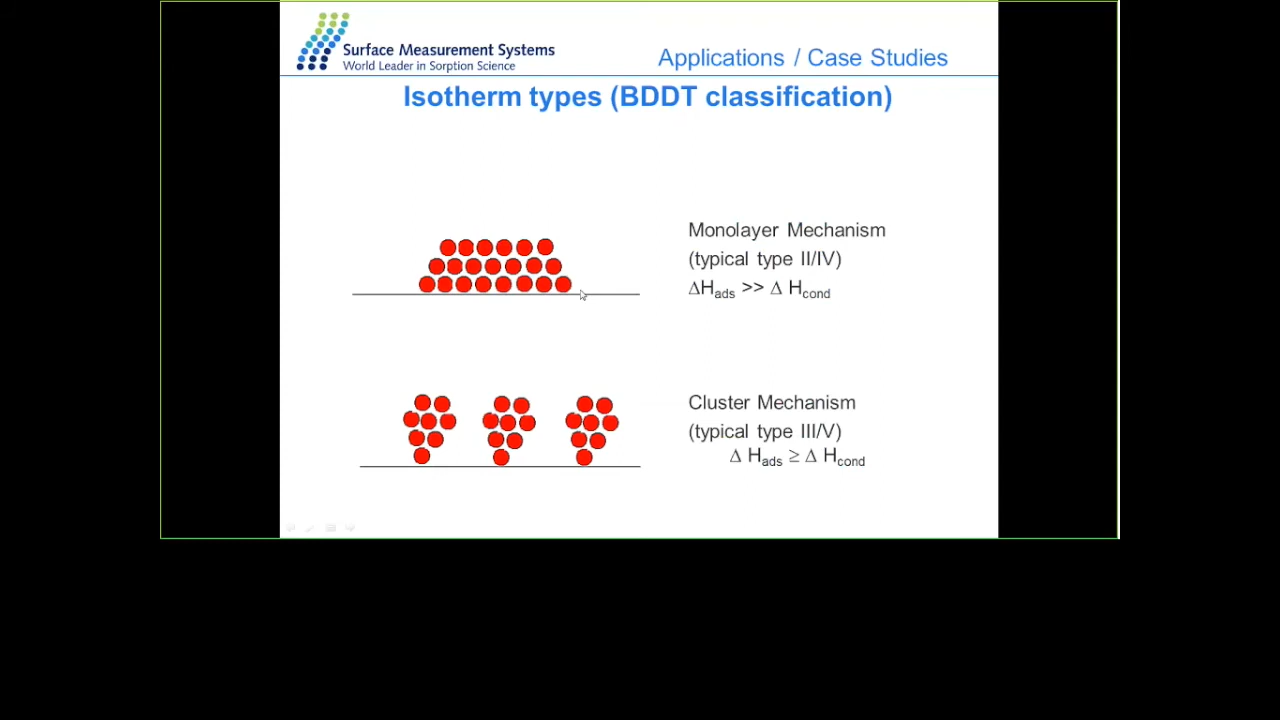 Surface Measurement Systems
World Leader in Sorption Science
Applications / Case Studies
Isotherm types (BDDT classification)
Monolayer Mechanism
(typical type II/IV)
ΔHads >> Δ Hcond
Cluster Mechanism
(typical type III/V)
Δ Hads ≥ Δ Hcond